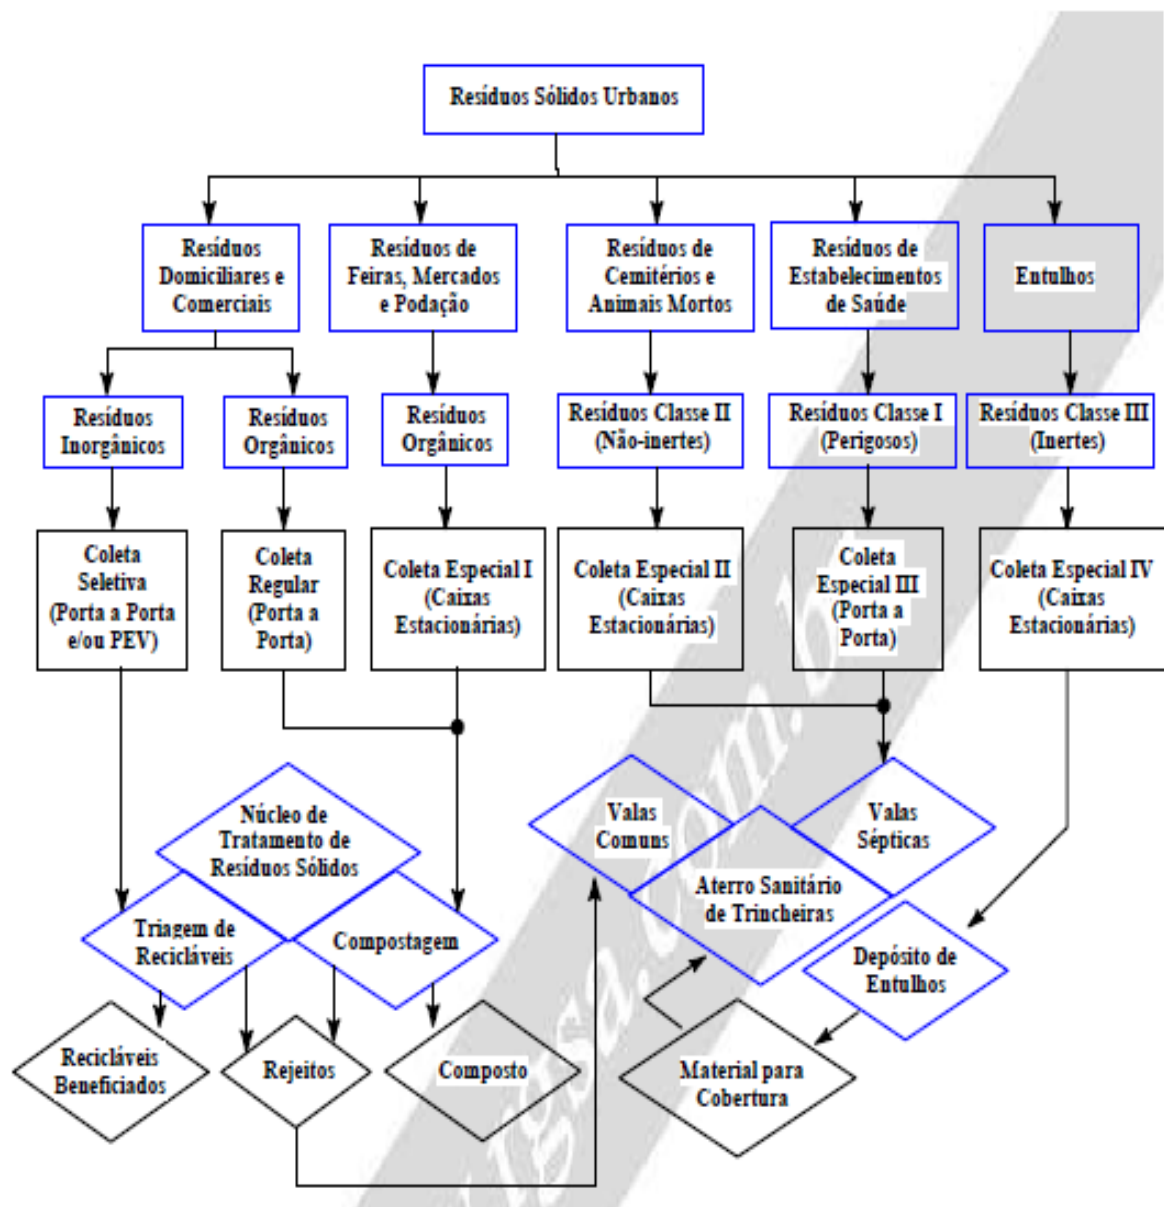 Resíduos Sólidos Urbanos
Resíduos
Domiciliares e
Comerciais
Resíduos de
Feiras, Mercados
e Podação
Resíduos de
Cemitérios e
Animais Mortos
Resíduos de
Estabelecimentos
de Saúde
Entulhos
Resíduos
Inorgânicos
Resíduos
Orgânicos
Resíduos
Orgânicos
Resíduos Classe II
(Não-inertes)
Resíduos Classe I
(Perigosos)
Resíduos Classe III
(Inertes)
Coleta
Seletiva
(Porta a Porta
e/ou PEV)
Coleta
Regular
(Porta a
Porta)
Coleta Especial I
(Caixas
Estacionárias)
Coleta Especial II
(Caixas
Estacionárias)
Coleta
Especial III
(Porta a
Porta)
Coleta Especial IV
(Caixas
Estacionárias)
Núcleo de
Tratamento de
Resíduos Sólidos
Valas
Comuns
Valas
Sépticas
Aterro Sanitário
de Trincheiras
Triagem de
Recicláveis
Compostagem
Depósito de
Entulhos
Recicláveis
Beneficiados
Rejeitos
Composto
Material para
Cobertura